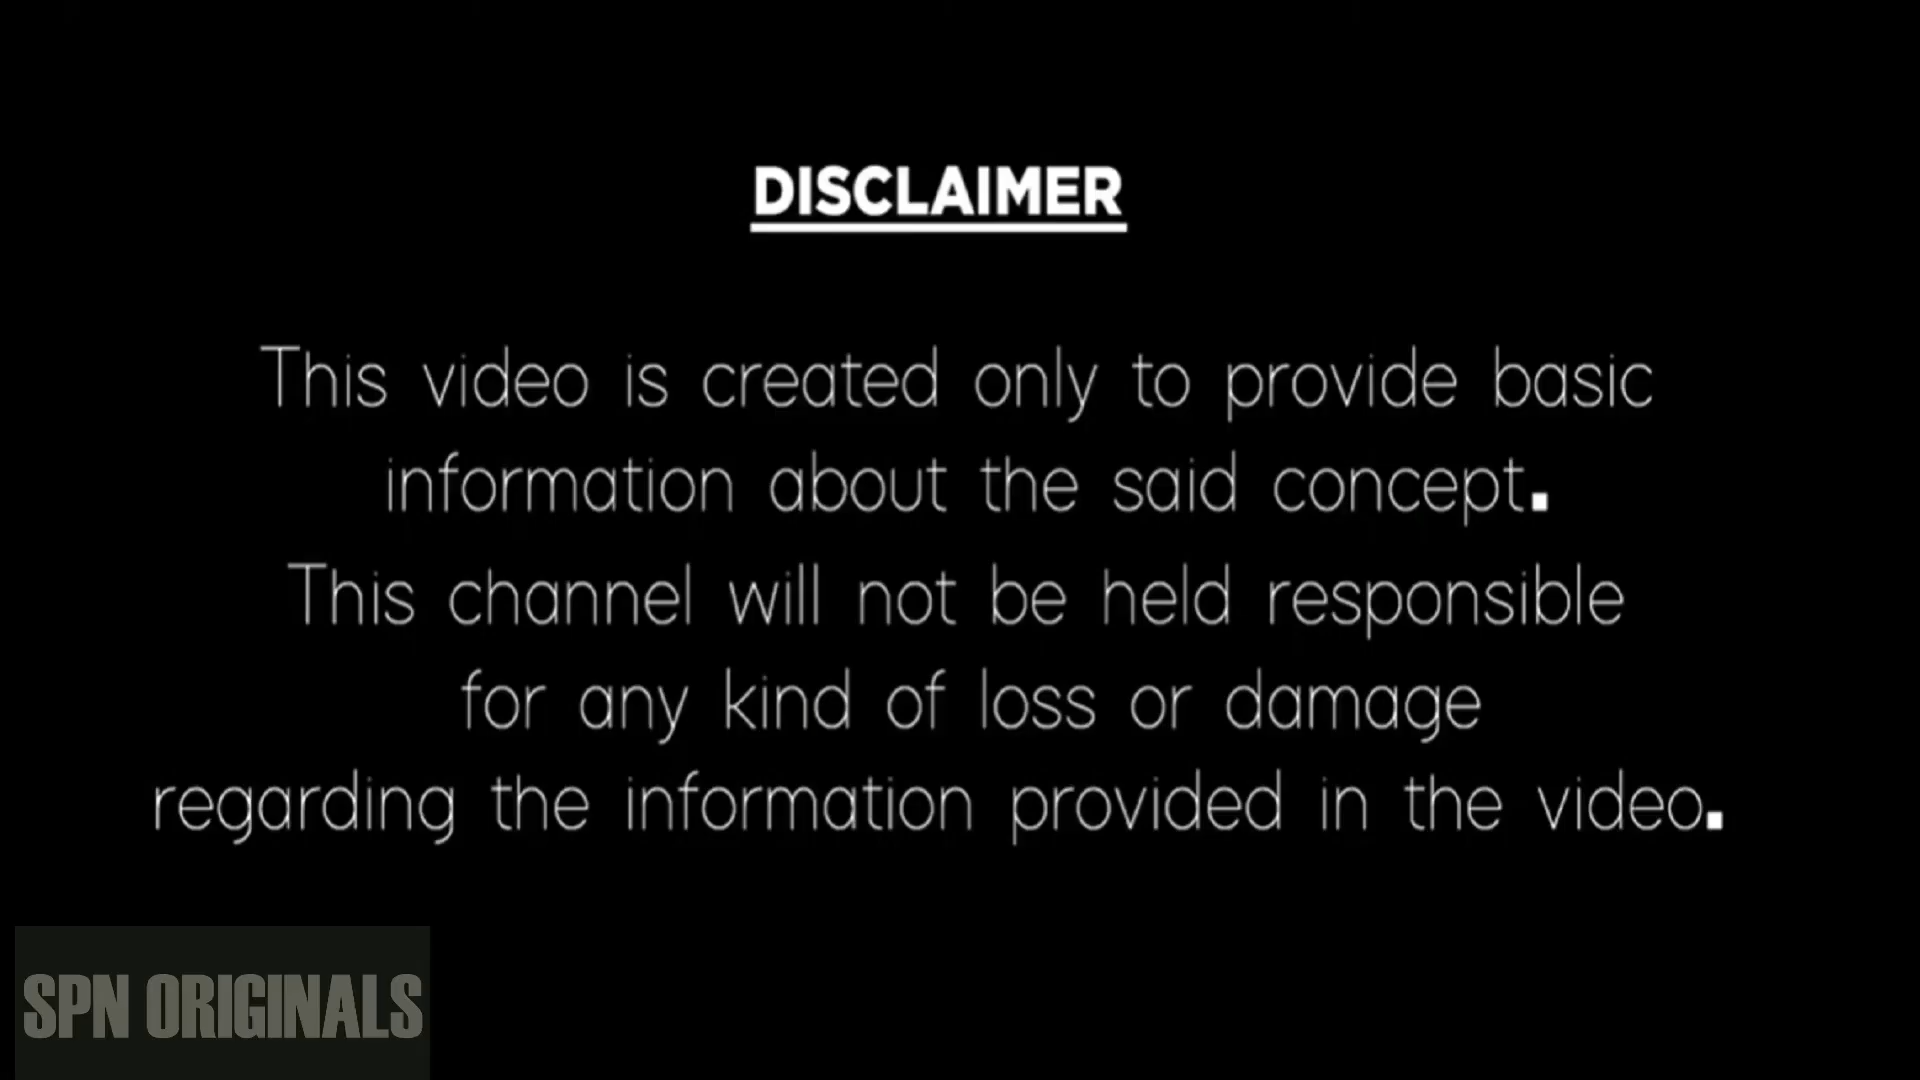 DISCLAIMER
This video is created only to provide basic
information about the said concept.
This channel will not be held responsible
for any kind of loss or damage
regarding the information provided in the video.
SPN ORIGINALS